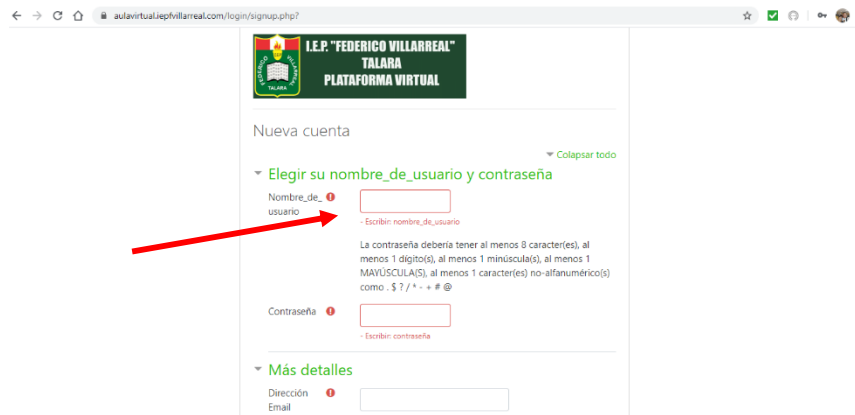 aulavirtual.iepfvillarreal.com/login/signup.php?
I.E.P. "FEDERICO VILLARREAL"
TALARA
PLATAFORMA VIRTUAL
FEDERICO VILLARREAL
TALARA
Nueva cuenta
Colapsar todo
Elegir su nombre_de_usuario y contraseña
Nombre_de_
usuario
- Escribir: nombre_de_usuario
La contraseña debería tener al menos 8 caracter(es), al
menos 1 dígito(s), al menos 1 minúscula(s), al menos 1
MAYÚSCULA(S), al menos 1 caracter(es) no-alfanumérico(s)
como . $ ? / * - + # @
Contraseña
- Escribir: contraseña
Más detalles
Dirección
Email